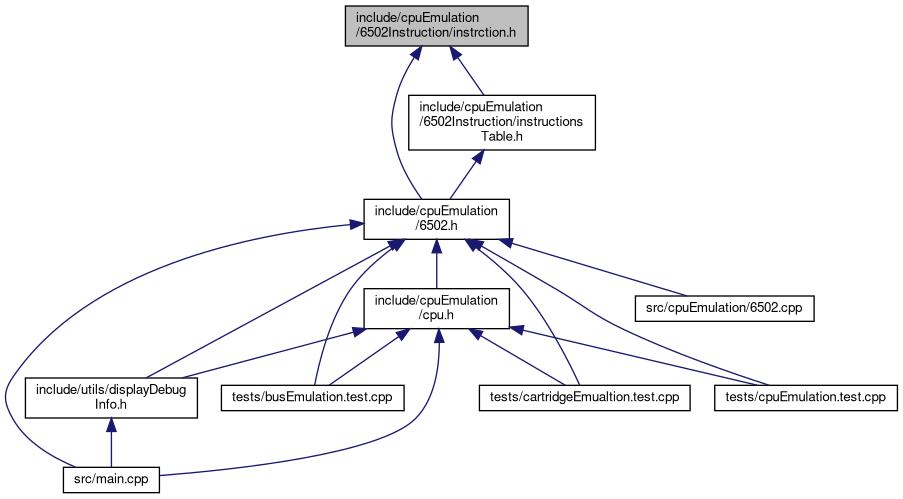 include/cpuEmulation
/6502Instruction/instrction.h
include/cpuEmulation
/6502Instruction/instructions
Table.h
include/cpuEmulation
/6502.h
include/cpuEmulation
/cpu.h
src/cpuEmulation/6502.cpp
include/utils/displayDebug
Info.h
tests/busEmulation.test.cpp
tests/cartridgeEmualtion.test.cpp
tests/cpuEmulation.test.cpp
src/main.cpp